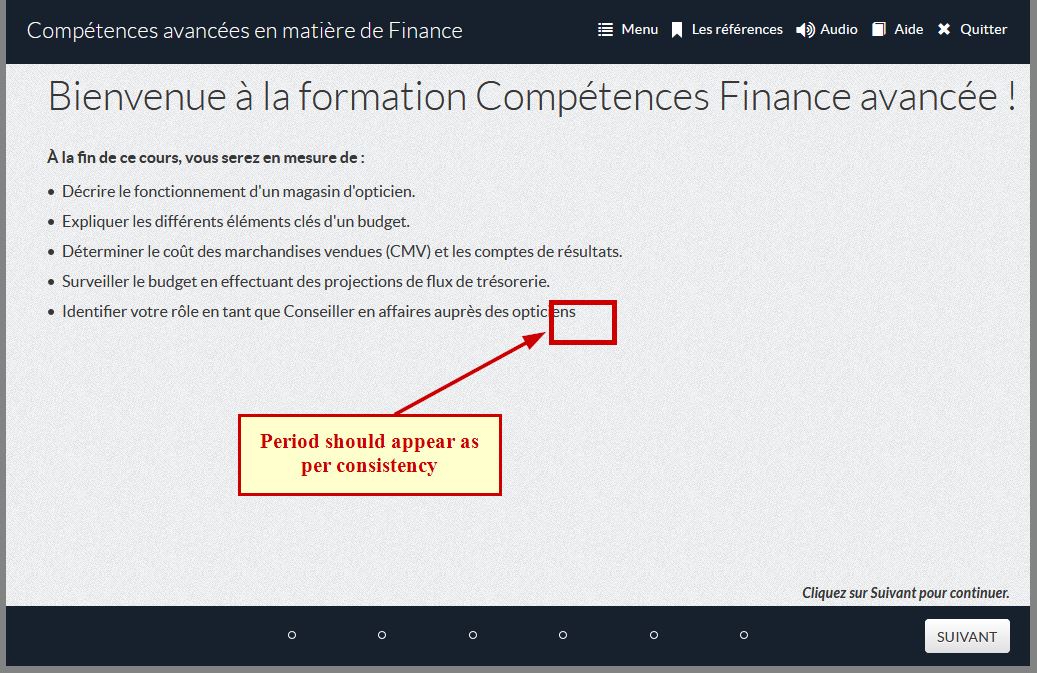 Compétences avancées en matière de Finance
Menu Les références Audio Aide Quitter
Bienvenue à la formation Compétences Finance avancée !
À la fin de ce cours, vous serez en mesure de :
• Décrire le fonctionnement d'un magasin d'opticien.
• Expliquer les différents éléments clés d'un budget.
• Déterminer le coût des marchandises vendues (CMV) et les comptes de résultats.
• Surveiller le budget en effectuant des projections de flux de trésorerie.
• Identifier votre rôle en tant que Conseiller en affaires auprès des opticiens
Period should appear as
per consistency
Cliquez sur Suivant pour continuer.
SUIVANT